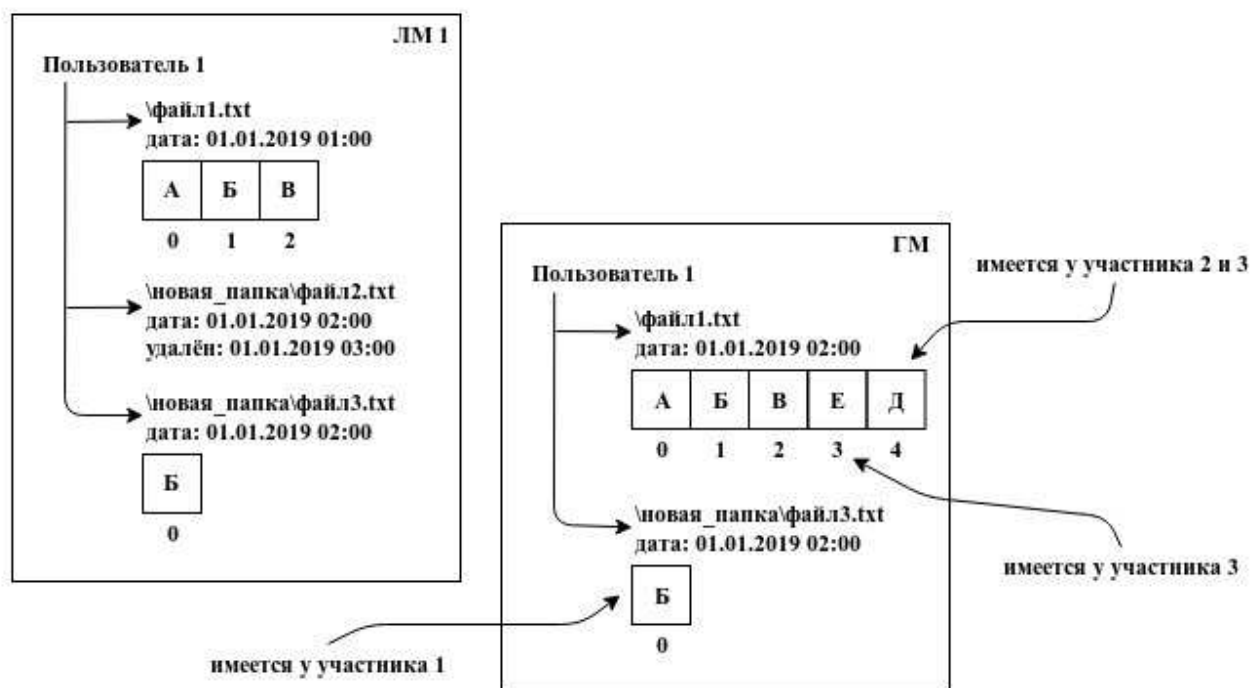 ЛМ 1
Пользователь 1
\файл1.txt
дата: 01.01.2019 01:00
А Б В
0 1 2
\новая_папка\файл2.txt
дата: 01.01.2019 02:00
удалён: 01.01.2019 03:00
\новая_папка\файл3.txt
дата: 01.01.2019 02:00
Б
0
ГМ
Пользователь 1
\файл1.txt
дата: 01.01.2019 02:00
А Б В Е Д
0 1 2 3 4
\новая_папка\файл3.txt
дата: 01.01.2019 02:00
Б
0
имеется у участника 2 и 3
имеется у участника 3
имеется у участника 1